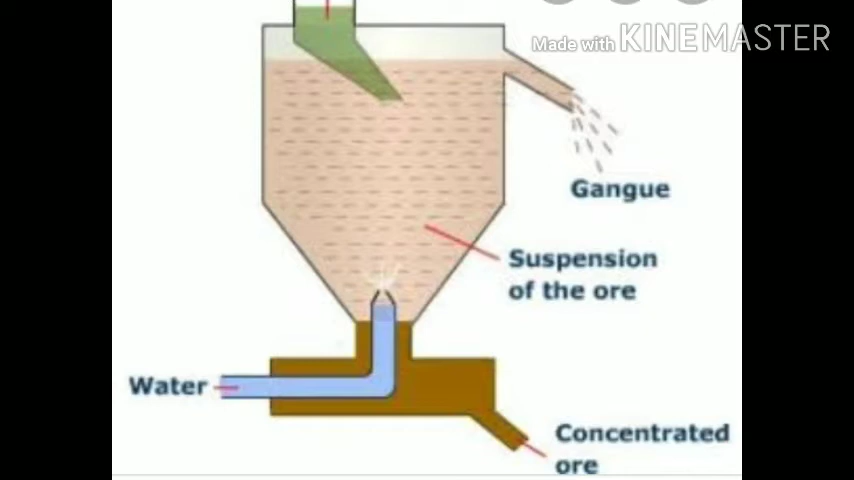 Made with KINEMASTER
Gangue
Suspension
of the ore
Water
Concentrated
ore